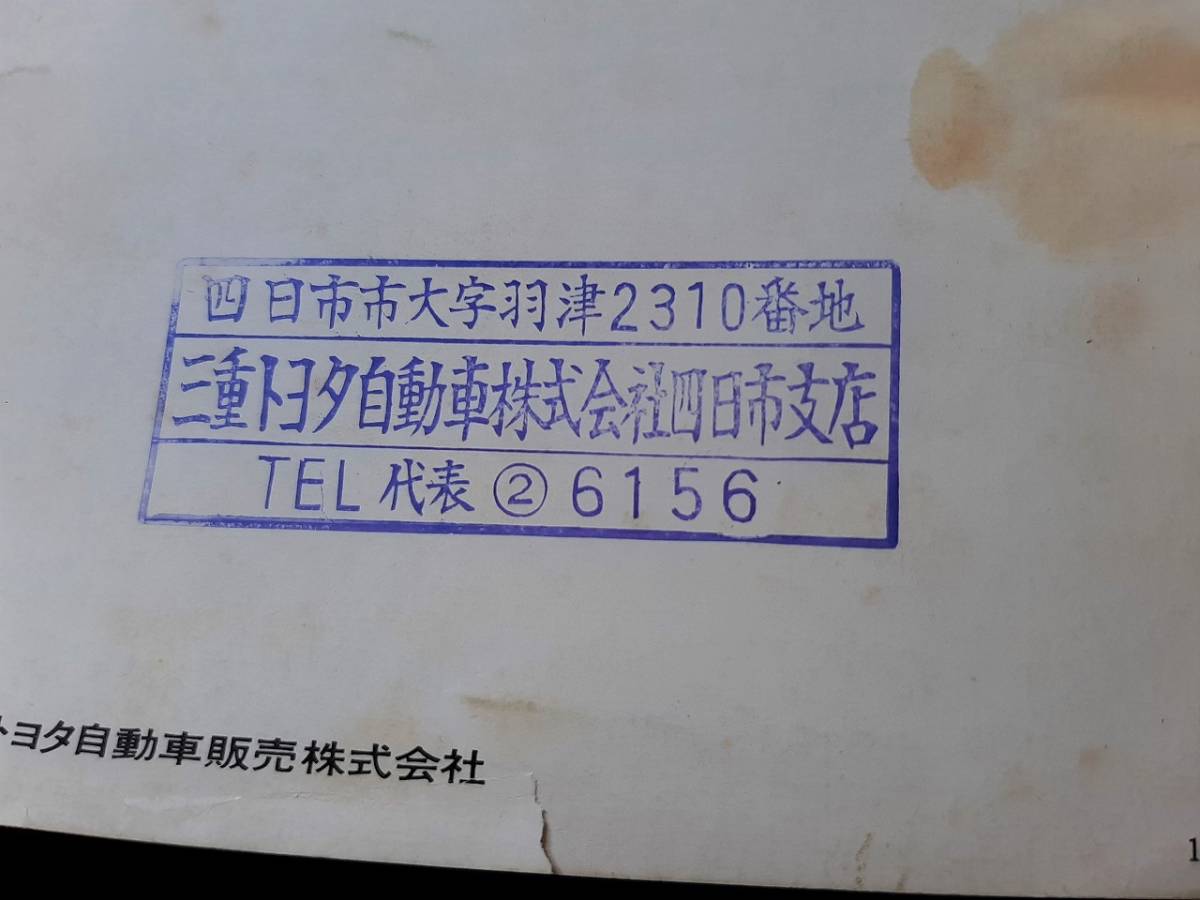 四日市市大字羽津2310番地
三重トヨタ自動車株式会社四日市支店
TEL 代表 ② 6156
トヨタ自動車販売株式会社
1